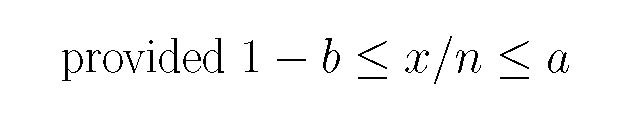 provided 1 − b ≤ x/n ≤ a